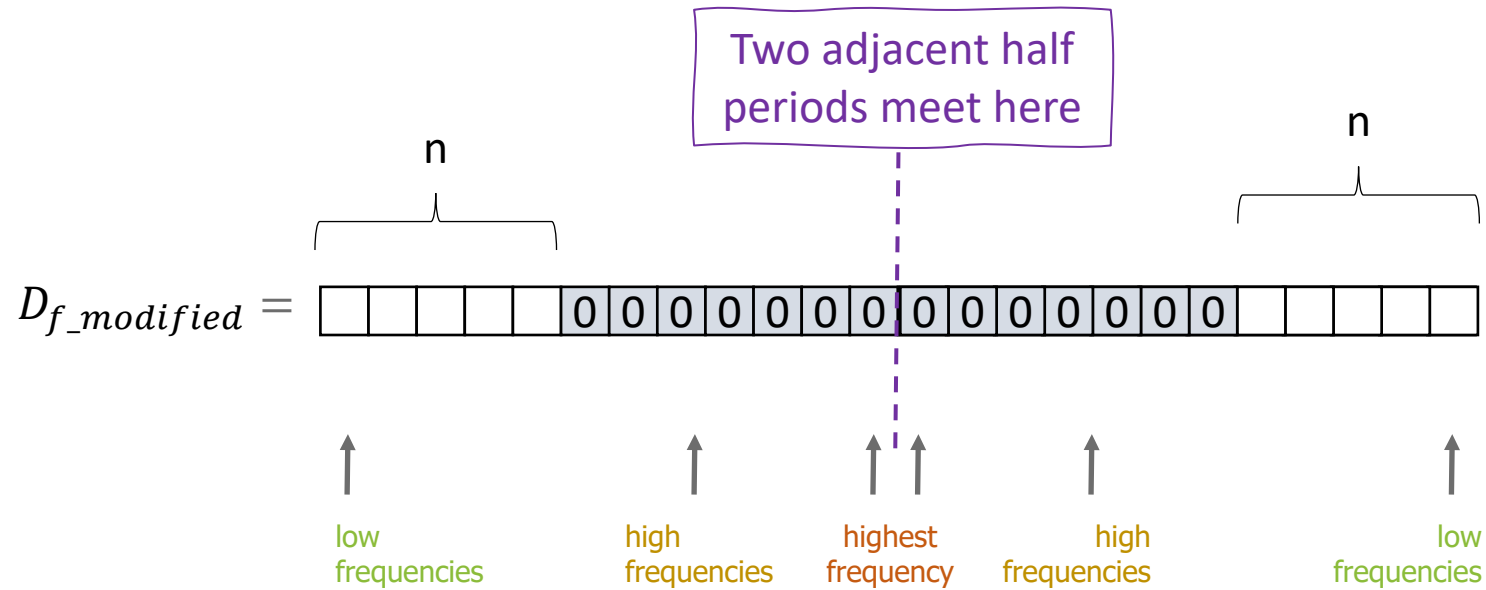 Two adjacent half
periods meet here
n
n
D_{f_modified} =
0 0 0 0 0 0 0 0 0 0 0 0 0 0
low
frequencies
high
frequencies
highest
frequency
high
frequencies
low
frequencies